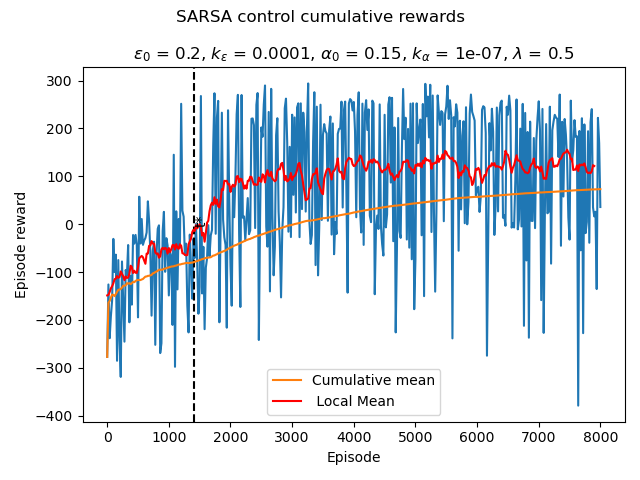 SARSA control cumulative rewards
ε₀ = 0.2, kε = 0.0001, α₀ = 0.15, kα = 1e-07, λ = 0.5
Episode reward
300
200
100
0
−100
−200
−300
−400
Cumulative mean
Local Mean
0 1000 2000 3000 4000 5000 6000 7000 8000
Episode